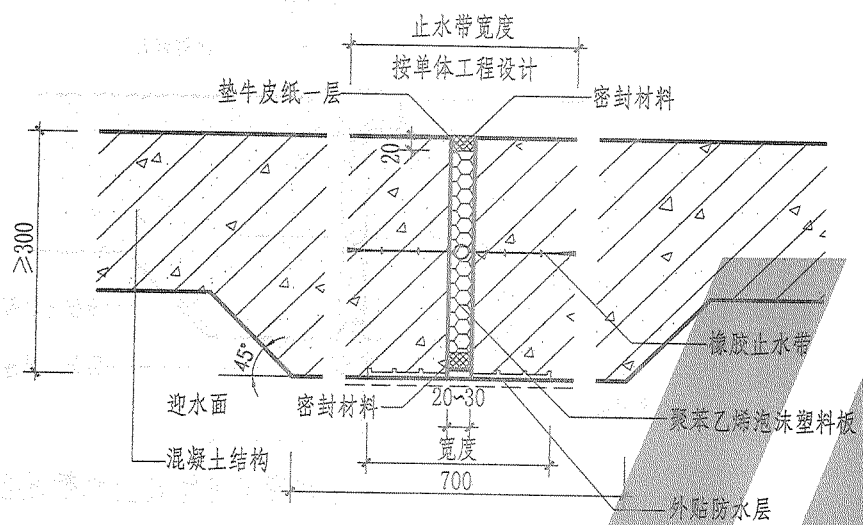 止水带宽度
按单体工程设计
垫牛皮纸一层
密封材料
20
≥300
45°
橡胶止水带
迎水面
密封材料
20~30
聚苯乙烯泡沫塑料板
宽度
混凝土结构
700
外贴防水层